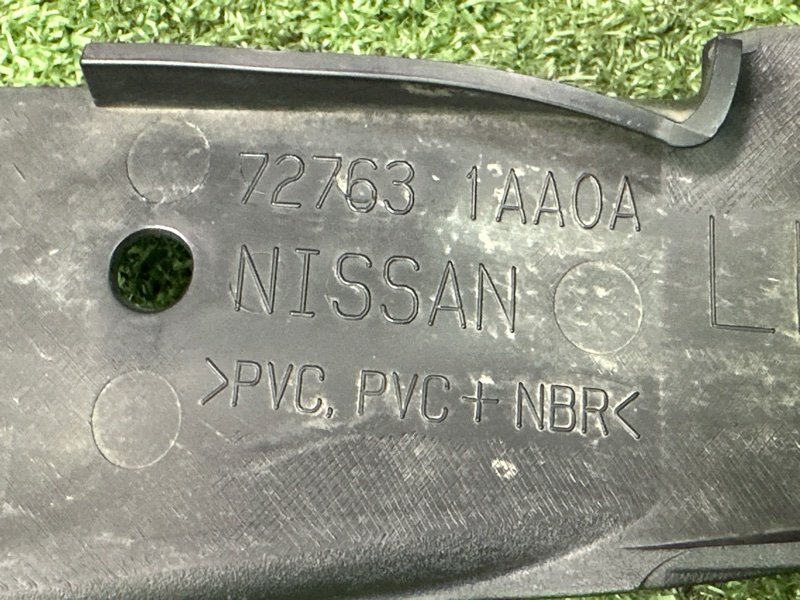 72763 1AA0A
NISSAN
>PVC, PVC+NBR<